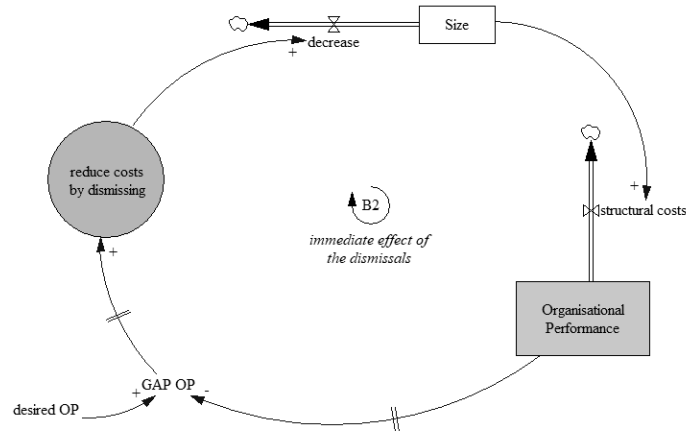 Size
decrease
+
reduce costs
by dismissing
+
structural costs
B2
immediate effect of
the dismissals
+
Organisational
Performance
+ GAP OP -
desired OP